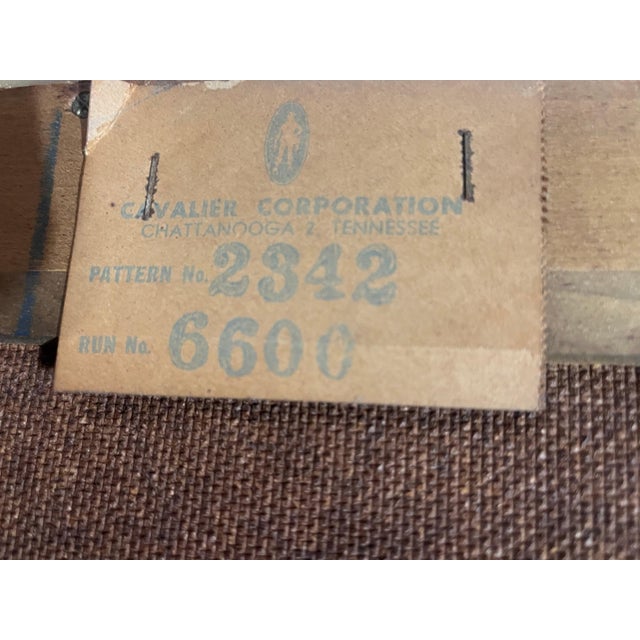 CAVALIER CORPORATION
CHATTANOOGA 2, TENNESSEE
PATTERN No. 2342
RUN No. 6600